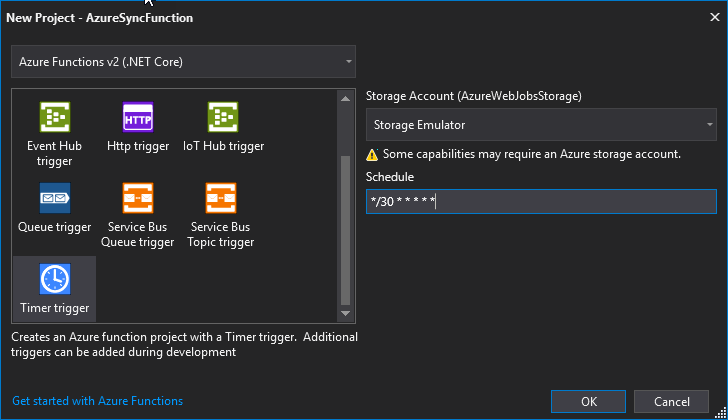 New Project - AzureSyncFunction
Azure Functions v2 (.NET Core)
Event Hub
trigger
Http trigger
HTTP
IoT Hub trigger
Queue trigger
Service Bus
Queue trigger
Service Bus
Topic trigger
Timer trigger
Creates an Azure function project with a Timer trigger.  Additional
triggers can be added during development
Storage Account (AzureWebJobsStorage)
Storage Emulator
Some capabilities may require an Azure storage account.
Schedule
*/30 * * * * *
Get started with Azure Functions
OK
Cancel